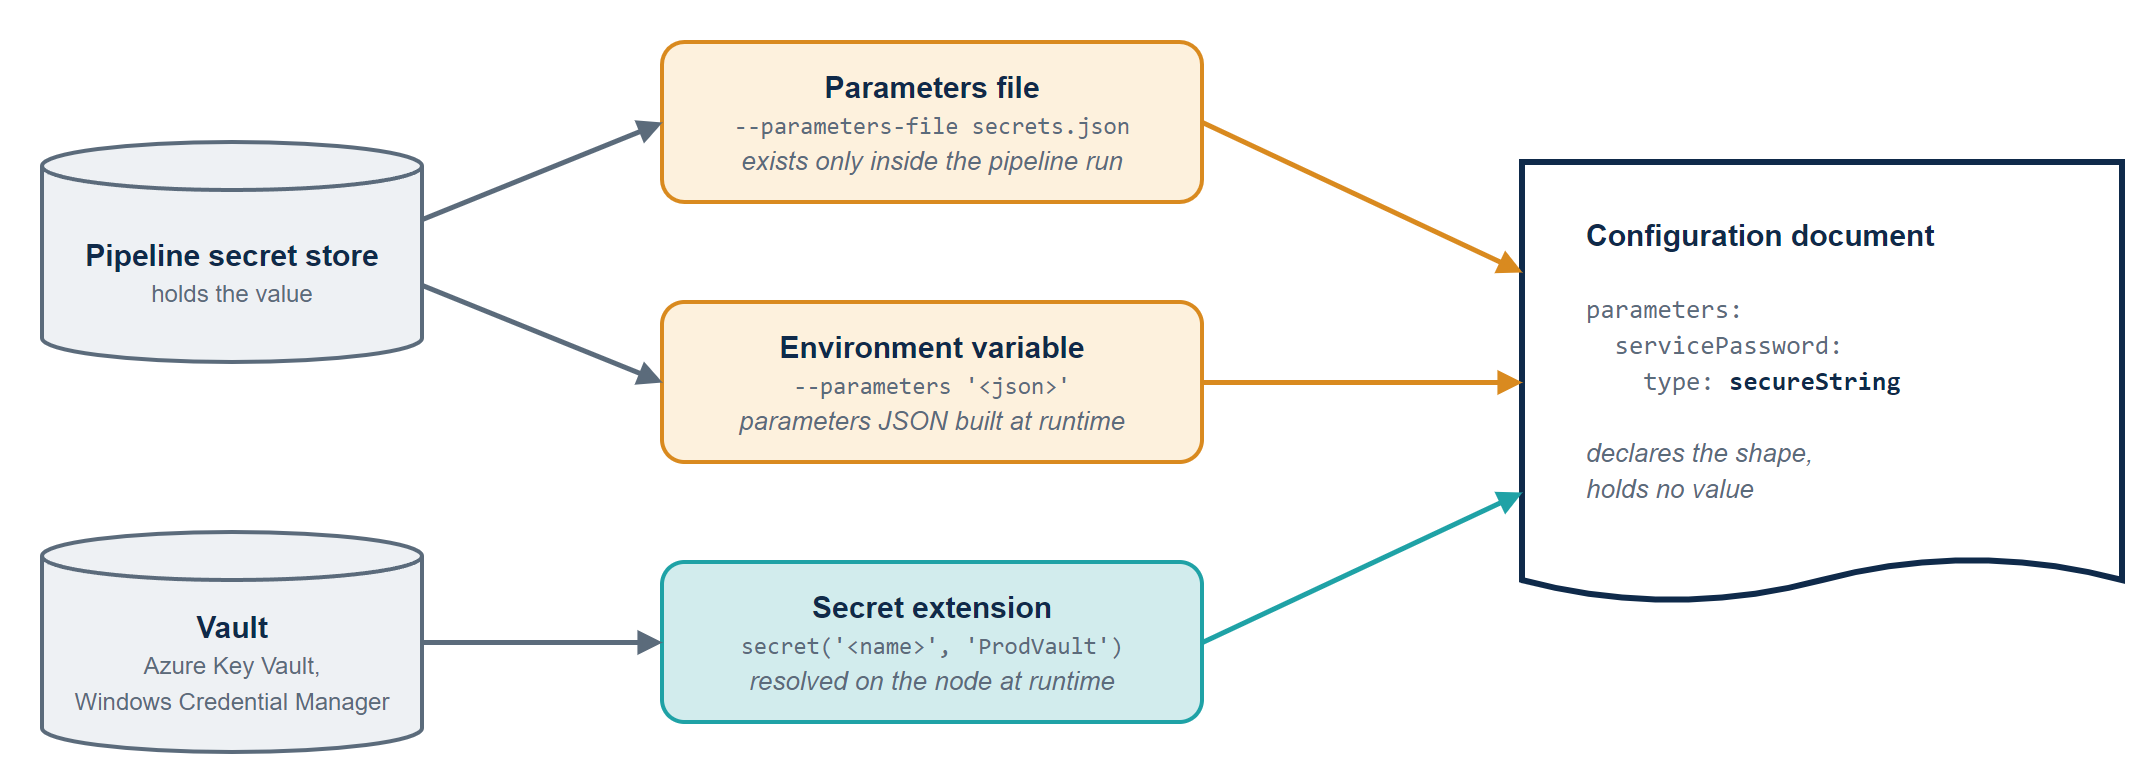 Pipeline secret store
holds the value
Vault
Azure Key Vault,
Windows Credential Manager
Parameters file
--parameters-file secrets.json
exists only inside the pipeline run
Environment variable
--parameters '<json>'
parameters JSON built at runtime
Secret extension
secret('<name>', 'ProdVault')
resolved on the node at runtime
Configuration document
parameters:
  servicePassword:
    type: secureString
declares the shape,
holds no value